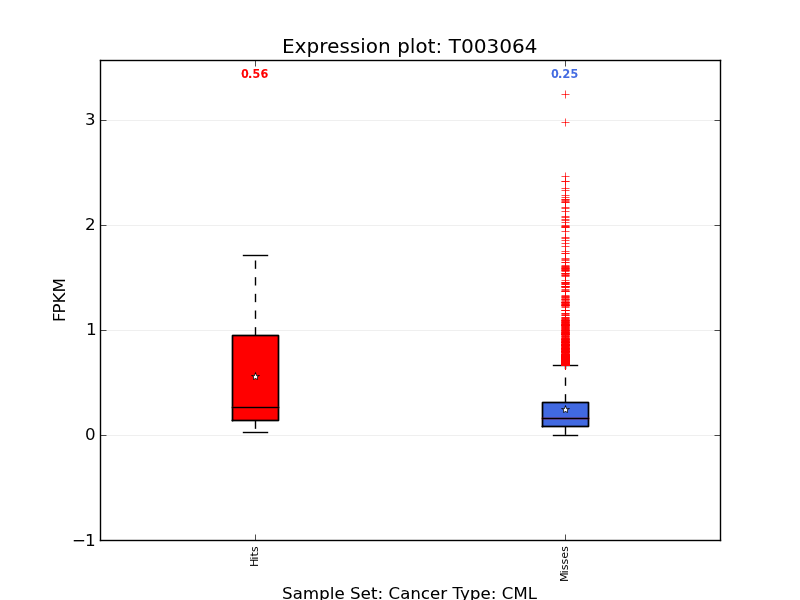 Expression plot: T003064
0.56
0.25
3
2
1
0
−1
FPKM
Hits
Misses
Sample Set: Cancer Type: CML